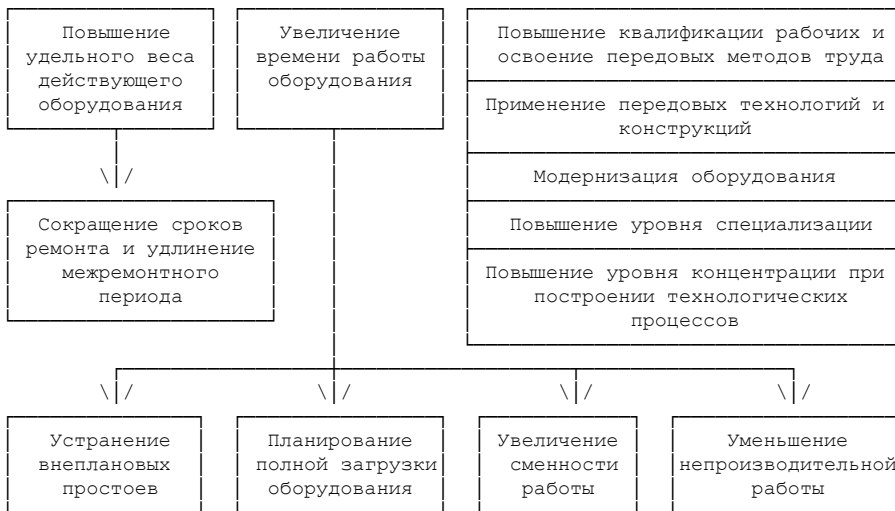 Повышение
удельного веса
действующего
оборудования
Увеличение
времени работы
оборудования
Повышение квалификации рабочих и
освоение передовых методов труда
Применение передовых технологий и
конструкций
Модернизация оборудования
Повышение уровня специализации
Повышение уровня концентрации при
построении технологических
процессов
Сокращение сроков
ремонта и удлинение
межремонтного
периода
Устранение
внеплановых
простоев
Планирование
полной загрузки
оборудования
Увеличение
сменности
работы
Уменьшение
непроизводительной
работы